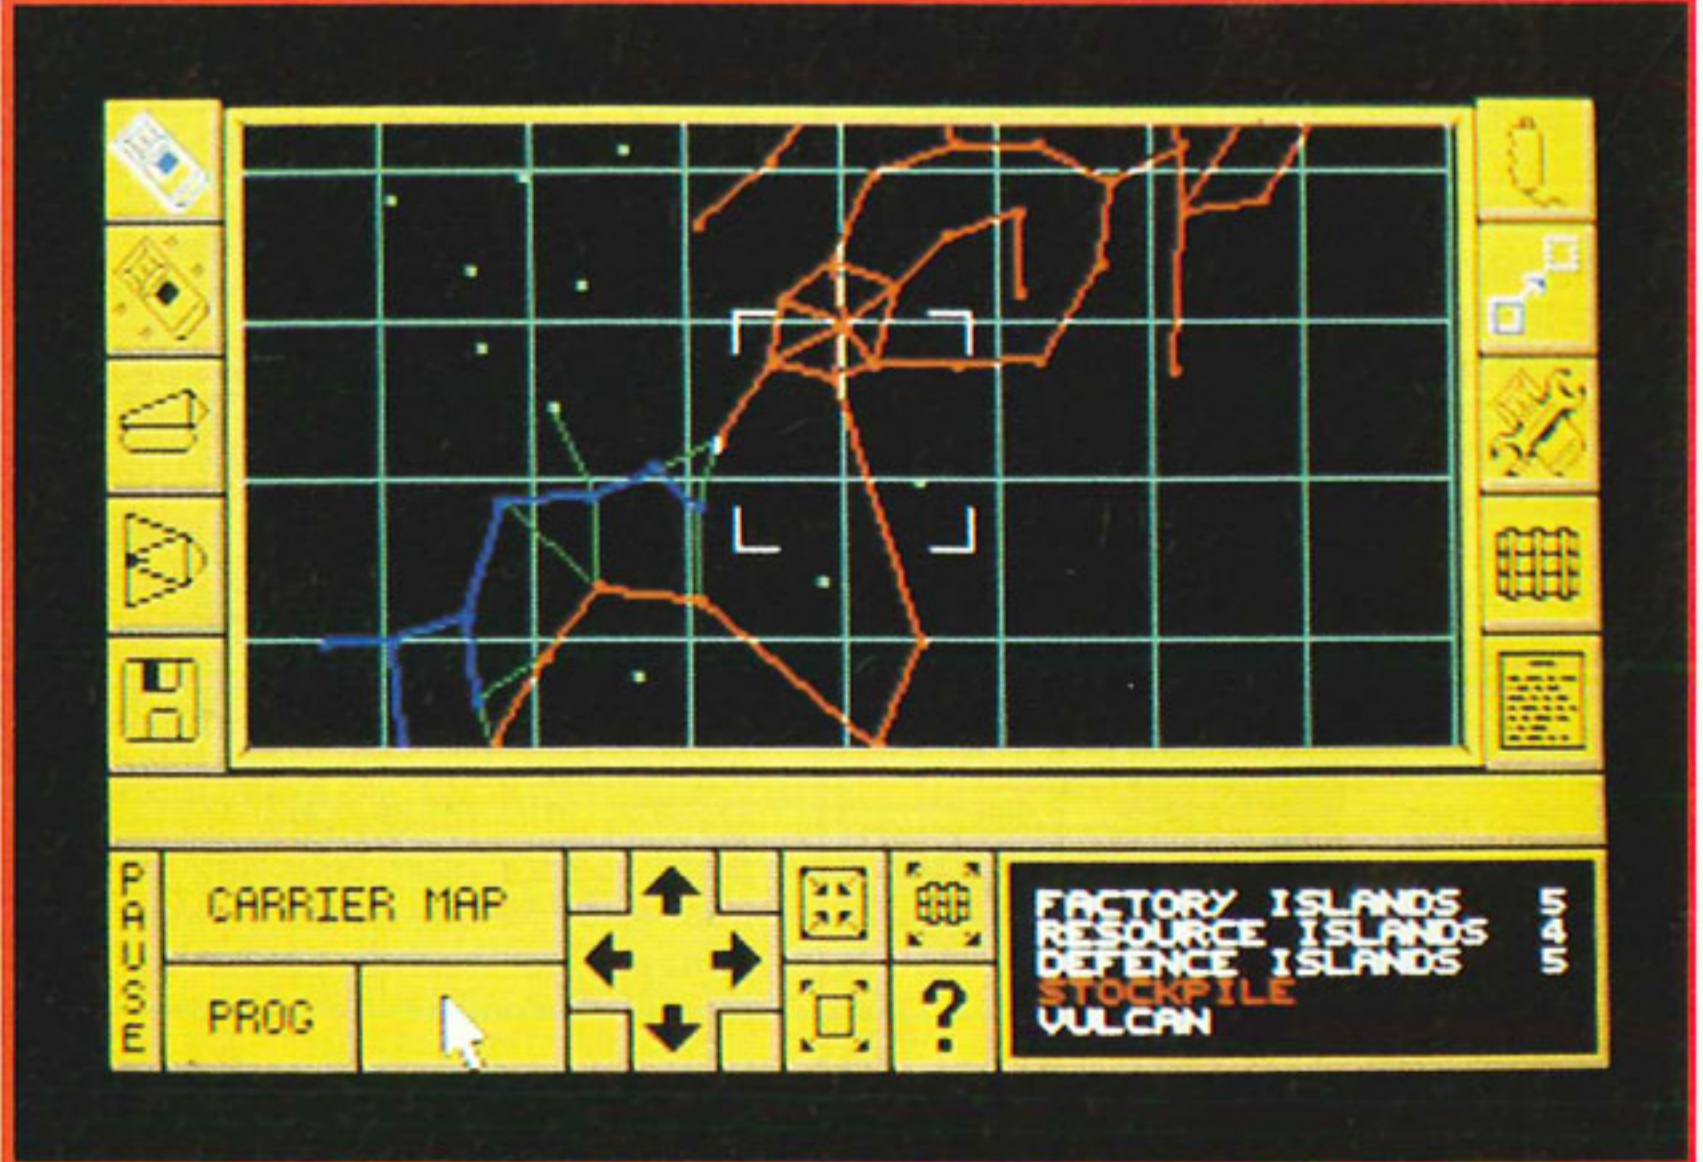 PAUSE
CARRIER MAP
PROG
?
FACTORY ISLANDS 5
RESOURCE ISLANDS 4
DEFENCE ISLANDS 5
STOCKPILE
VULCAN